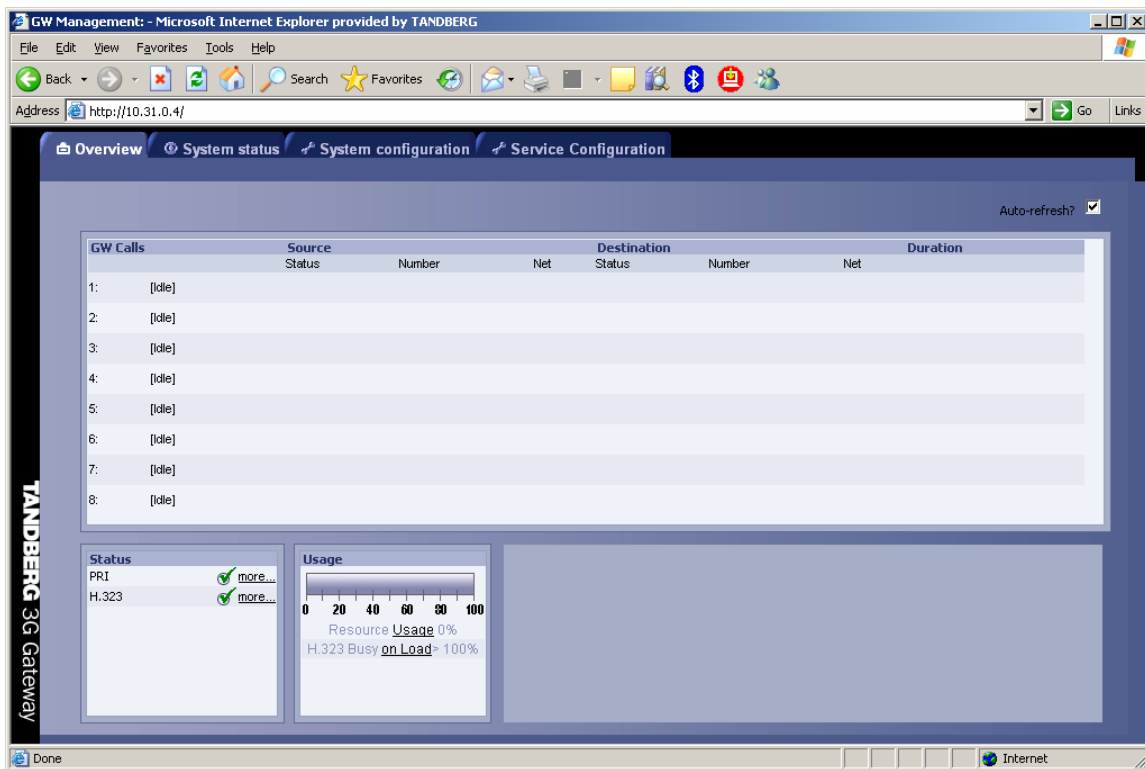 GW Management: - Microsoft Internet Explorer provided by TANDBERG
File Edit View Favorites Tools Help
Back Search Favorites
Address http://10.31.0.4/ Go Links
Overview System status System configuration Service Configuration
Auto-refresh?
GW Calls Source Destination Duration
Status Number Net Status Number Net
1: [Idle]
2: [Idle]
3: [Idle]
4: [Idle]
5: [Idle]
6: [Idle]
7: [Idle]
8: [Idle]
TANDBERG 3G Gateway
Status
PRI more...
H.323 more...
Usage
0 20 40 60 80 100
Resource Usage 0%
H.323 Busy on Load> 100%
Done Internet